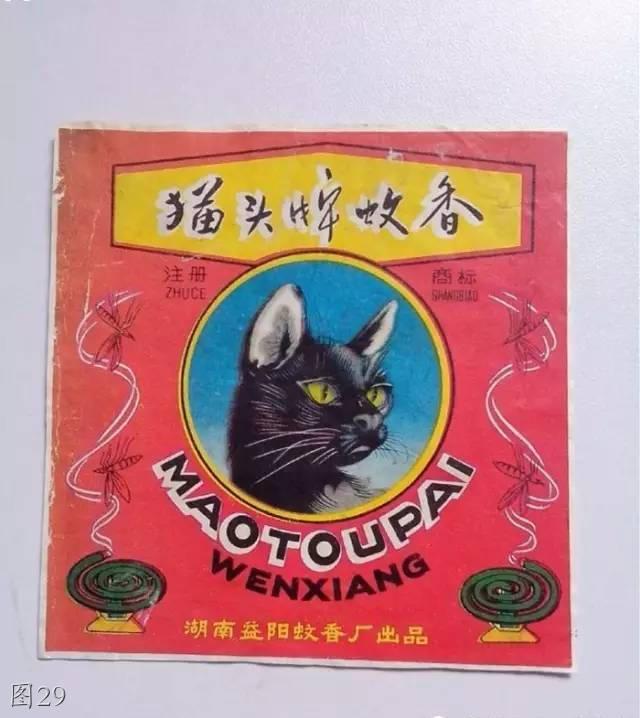 猫头牌蚊香
注册 商标
ZHUCE SHANGBIAO
MAOTOUPAI
WENXIANG
湖南益阳蚊香厂出品
图29